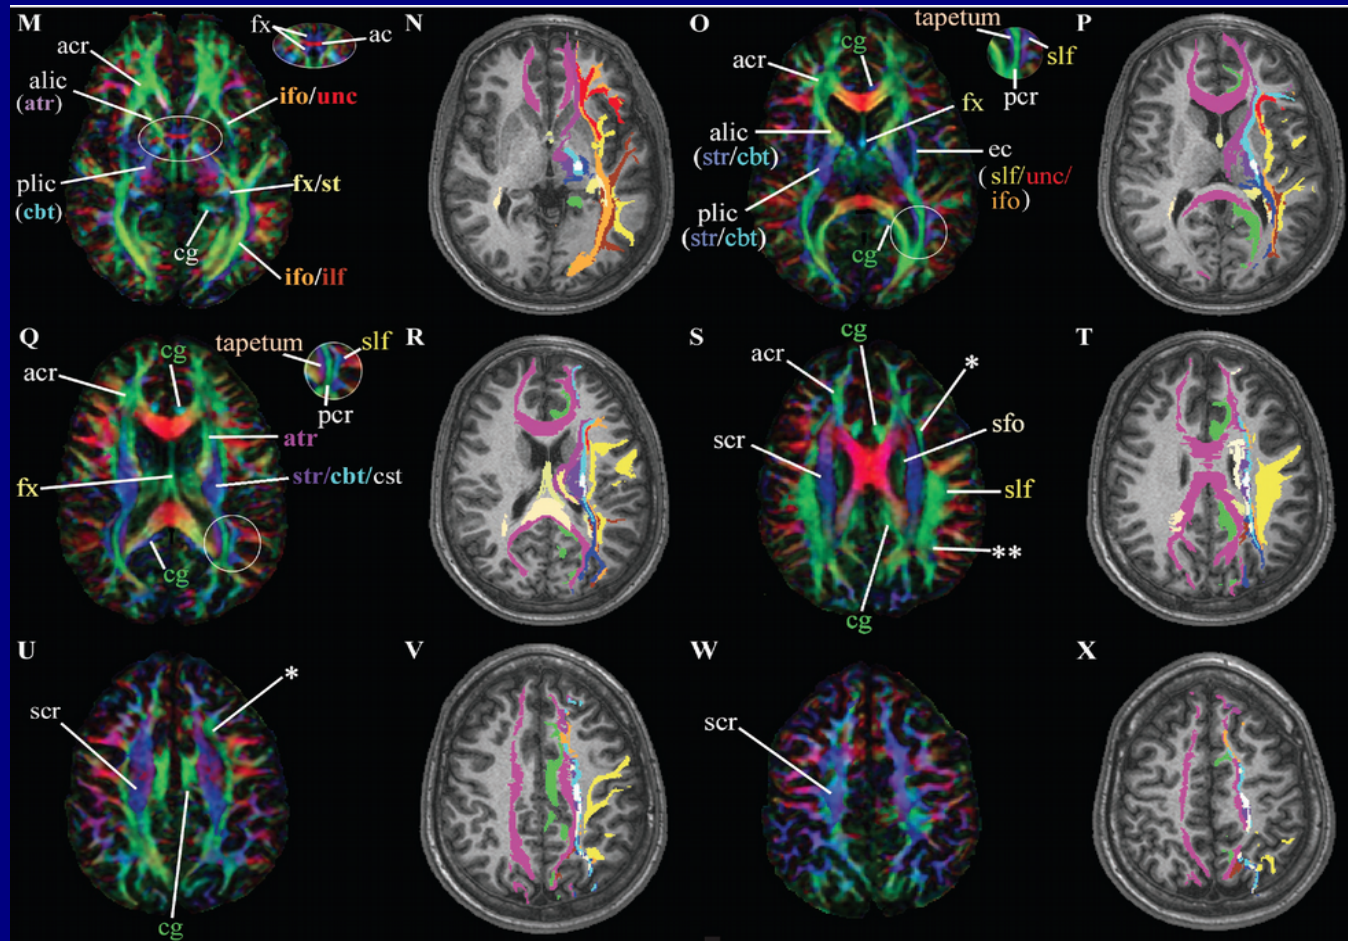 M
fx
ac
acr
alic
(atr)
ifo/unc
plic
(cbt)
fx/st
cg
ifo/ilf
N
O
tapetum
cg
slf
acr
pcr
fx
alic
(str/cbt)
ec
(slf/unc/
ifo)
plic
(str/cbt)
cg
P
Q
tapetum
slf
cg
acr
pcr
atr
fx
str/cbt/cst
cg
R
S
cg
acr
*
scr
sfo
slf
**
cg
T
U
*
scr
cg
V
W
scr
X